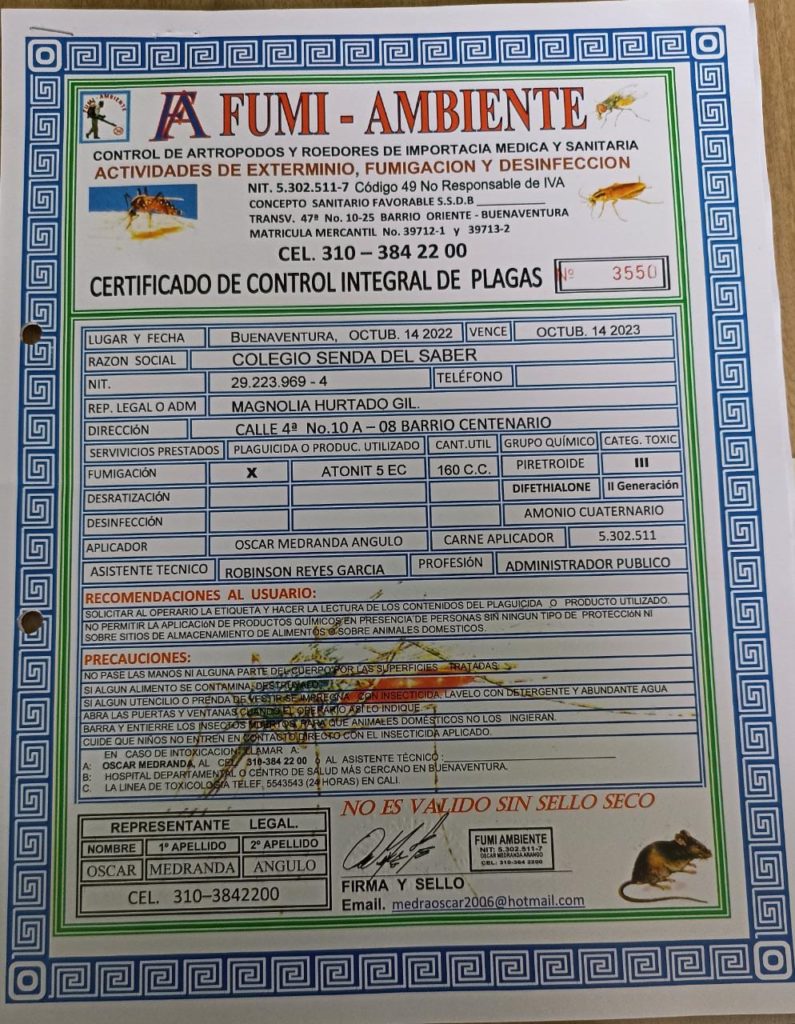 FUMI AMBIENTE
FA FUMI - AMBIENTE
CONTROL DE ARTROPODOS Y ROEDORES DE IMPORTACIA MEDICA Y SANITARIA
ACTIVIDADES DE EXTERMINIO, FUMIGACION Y DESINFECCION
NIT. 5.302.511-7 Código 49 No Responsable de IVA
CONCEPTO SANITARIO FAVORABLE S.S.D.B
TRANSV. 47ª No. 10-25 BARRIO ORIENTE - BUENAVENTURA
MATRICULA MERCANTIL No. 39712-1 y 39713-2
CEL. 310 – 384 22 00
CERTIFICADO DE CONTROL INTEGRAL DE PLAGAS Nº 3550
LUGAR Y FECHA BUENAVENTURA, OCTUB. 14 2022 VENCE OCTUB. 14 2023
RAZON SOCIAL COLEGIO SENDA DEL SABER
NIT. 29.223.969 - 4 TELÉFONO
REP. LEGAL O ADM MAGNOLIA HURTADO GIL.
DIRECCIÓN CALLE 4ª No.10 A – 08 BARRIO CENTENARIO
SERVIVICIOS PRESTADOS PLAGUICIDA O PRODUC. UTILIZADO CANT.UTIL GRUPO QUÍMICO CATEG. TOXIC
FUMIGACIÓN X ATONIT 5 EC 160 C.C. PIRETROIDE III
DESRATIZACIÓN DIFETHIALONE II Generación
DESINFECCIÓN AMONIO CUATERNARIO
APLICADOR OSCAR MEDRANDA ANGULO CARNE APLICADOR 5.302.511
ASISTENTE TECNICO ROBINSON REYES GARCIA PROFESIÓN ADMINISTRADOR PUBLICO
RECOMENDACIONES AL USUARIO:
SOLICITAR AL OPERARIO LA ETIQUETA Y HACER LA LECTURA DE LOS CONTENIDOS DEL PLAGUICIDA O PRODUCTO UTILIZADO.
NO PERMITIR LA APLICACIÓN DE PRODUCTOS QUÍMICOS EN PRESENCIA DE PERSONAS SIN NINGUN TIPO DE PROTECCIÓN NI
SOBRE SITIOS DE ALMACENAMIENTO DE ALIMENTOS O SOBRE ANIMALES DOMESTICOS.
PRECAUCIONES:
NO PASE LAS MANOS NI ALGUNA PARTE DEL CUERPO POR LAS SUPERFICIES TRATADAS.
SI ALGUN ALIMENTO SE CONTAMINA, DESTRUYALO
SI ALGUN UTENCILIO O PRENDA DE VESTIR SE IMPREGNA CON INSECTICIDA, LAVELO CON DETERGENTE Y ABUNDANTE AGUA
ABRA LAS PUERTAS Y VENTANAS CUANDO EL OPERARIO ASI LO INDIQUE.
BARRA Y ENTIERRE LOS INSECTOS MUERTOS, PARA QUE ANIMALES DOMÉSTICOS NO LOS INGIERAN.
CUIDE QUE NIÑOS NO ENTREN EN CONTACTO DIRECTO CON EL INSECTICIDA APLICADO.
EN CASO DE INTOXICACION LLAMAR A:
A: OSCAR MEDRANDA, AL CEL. 310-384 22 00 ó AL ASISTENTE TÉCNICO :
B: HOSPITAL DEPARTAMENTAL O CENTRO DE SALUD MÁS CERCANO EN BUENAVENTURA.
C. LA LINEA DE TOXICOLOGIA TELEF, 5543543 (24 HORAS) EN CALI.
NO ES VALIDO SIN SELLO SECO
REPRESENTANTE LEGAL.
NOMBRE 1º APELLIDO 2º APELLIDO
OSCAR MEDRANDA ANGULO
CEL. 310–3842200
FUMI AMBIENTE
NIT: 5.302.511-7
OSCAR MEDRANDA
CEL: 310-384 2200
FIRMA Y SELLO
Email. medraoscar2006@hotmail.com